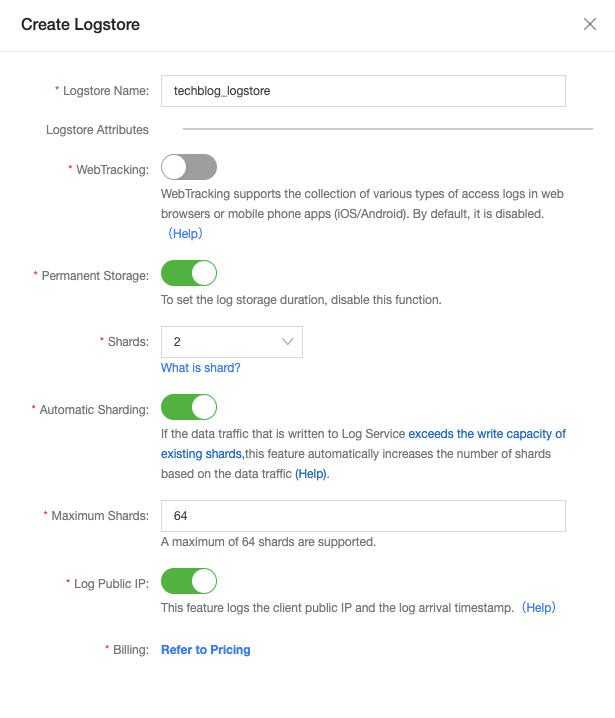 Create Logstore
* Logstore Name: techblog_logstore
Logstore Attributes
* WebTracking:
WebTracking supports the collection of various types of access logs in web
browsers or mobile phone apps (iOS/Android). By default, it is disabled.
（Help）
* Permanent Storage:
To set the log storage duration, disable this function.
* Shards: 2
What is shard?
* Automatic Sharding:
If the data traffic that is written to Log Service exceeds the write capacity of
existing shards,this feature automatically increases the number of shards
based on the data traffic (Help).
* Maximum Shards: 64
A maximum of 64 shards are supported.
* Log Public IP:
This feature logs the client public IP and the log arrival timestamp.（Help）
* Billing: Refer to Pricing